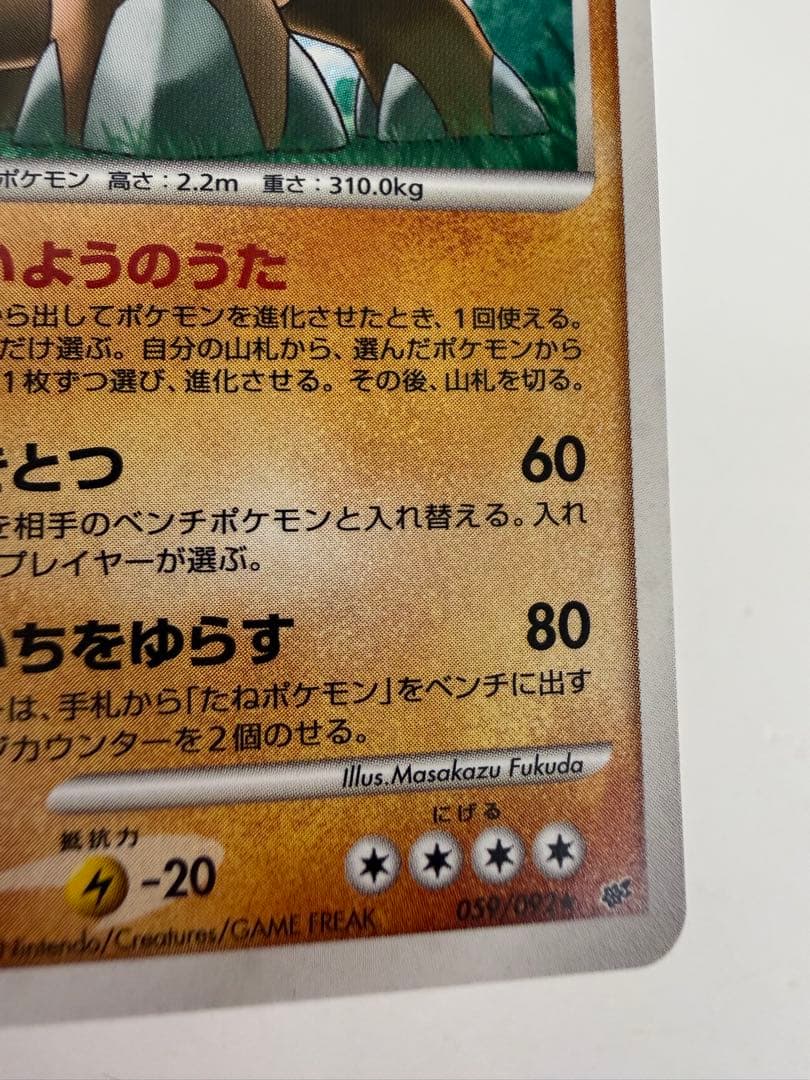 ポケモン 高さ:2.2m 重さ:310.0kg
いようのうた
ら出してポケモンを進化させたとき、1回使える。
だけ選ぶ。自分の山札から、選んだポケモンから
1枚ずつ選び、進化させる。その後、山札を切る。
きとつ 60
を相手のベンチポケモンと入れ替える。入れ
プレイヤーが選ぶ。
いちをゆらす 80
は、手札から「たねポケモン」をベンチに出す
ジカウンターを2個のせる。
Illus.Masakazu Fukuda
抵抗力 にげる
-20
059/092★
Nintendo/Creatures/GAME FREAK